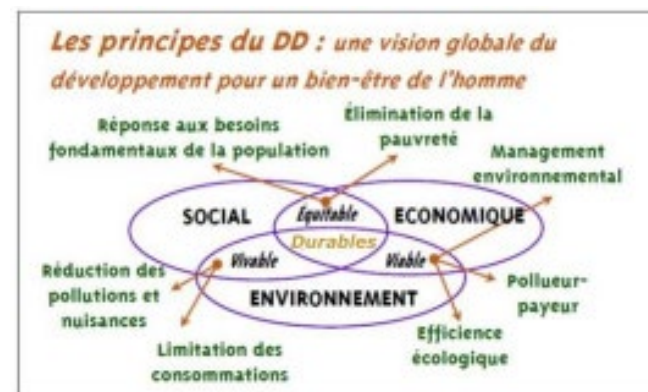 Les principes du DD : une vision globale du
développement pour un bien-être de l'homme
Élimination de la
pauvreté
Réponse aux besoins
fondamentaux de la population
Management
environnemental
SOCIAL
Equitable
ECONOMIQUE
Durables
Vivable
Viable
Réduction des
pollutions et
nuisances
ENVIRONNEMENT
Pollueur-
payeur
Efficience
écologique
Limitation des
consommations